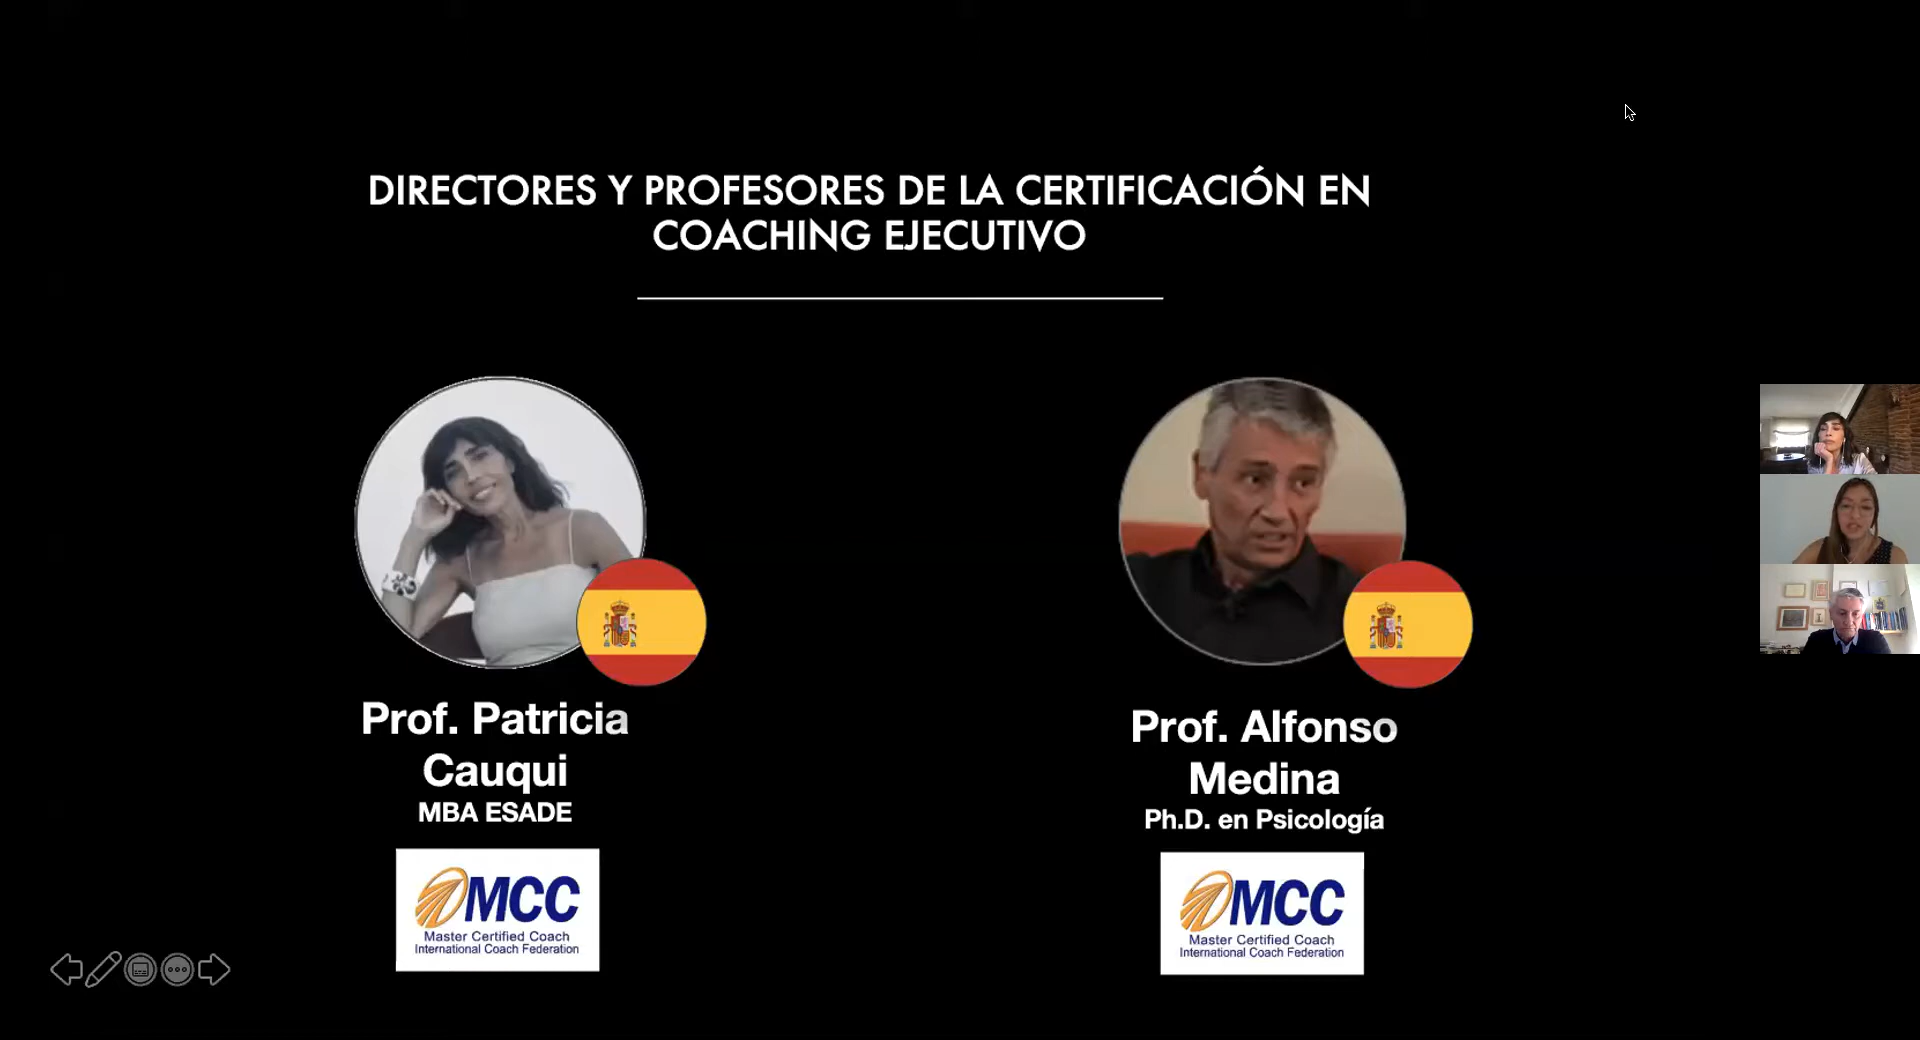 DIRECTORES Y PROFESORES DE LA CERTIFICACIÓN EN
COACHING EJECUTIVO
Prof. Patricia
Cauqui
MBA ESADE
MCC
Master Certified Coach
International Coach Federation
Prof. Alfonso
Medina
Ph.D. en Psicología
MCC
Master Certified Coach
International Coach Federation